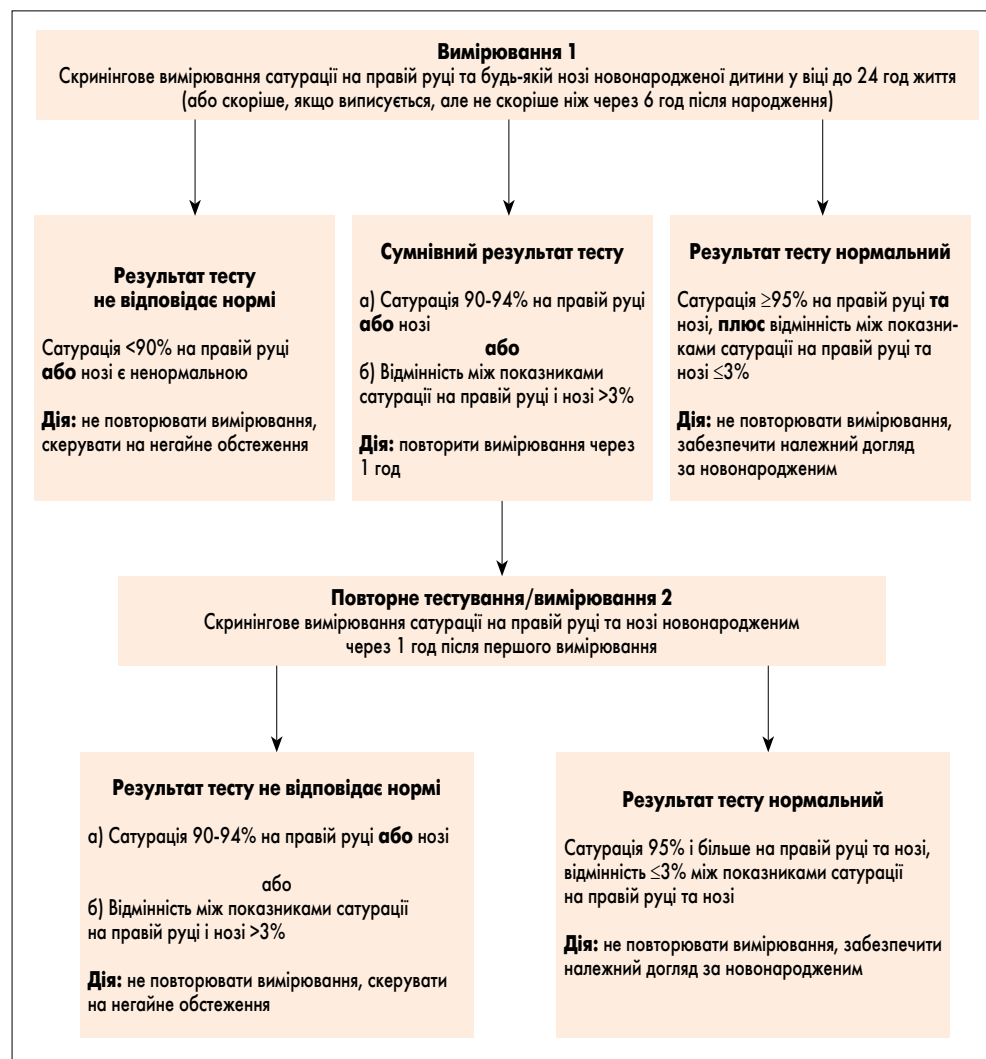 Вимірювання 1
Скринінгове вимірювання сатурації на правій руці та будь-якій нозі новонародженої дитини у віці до 24 год життя
(або скоріше, якщо виписується, але не скоріше ніж через 6 год після народження)
Результат тесту
не відповідає нормі
Сатурація <90% на правій руці
або нозі є ненормальною
Дія: не повторювати вимірювання,
скерувати на негайне обстеження
Сумнівний результат тесту
а) Сатурація 90-94% на правій руці
або нозі
або
б) Відмінність між показниками
сатурації на правій руці і нозі >3%
Дія: повторити вимірювання через
1 год
Результат тесту нормальний
Сатурація ≥95% на правій руці та
нозі, плюс відмінність між показни-
ками сатурації на правій руці та
нозі ≤3%
Дія: не повторювати вимірювання,
забезпечити належний догляд
за новонародженим
Повторне тестування/вимірювання 2
Скринінгове вимірювання сатурації на правій руці та нозі новонародженим
через 1 год після першого вимірювання
Результат тесту не відповідає нормі
а) Сатурація 90-94% на правій руці або нозі
або
б) Відмінність між показниками сатурації
на правій руці і нозі >3%
Дія: не повторювати вимірювання, скерувати
на негайне обстеження
Результат тесту нормальний
Сатурація 95% і більше на правій руці та нозі,
відмінність ≤3% між показниками сатурації
на правій руці та нозі
Дія: не повторювати вимірювання, забезпечити
належний догляд за новонародженим